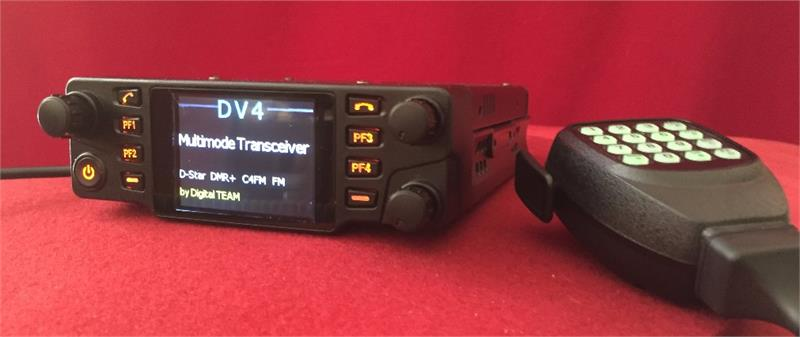 DV4
Multimode Transceiver
D-Star DMR+ C4FM FM
by Digital TEAM
PF1
PF2
PF3
PF4